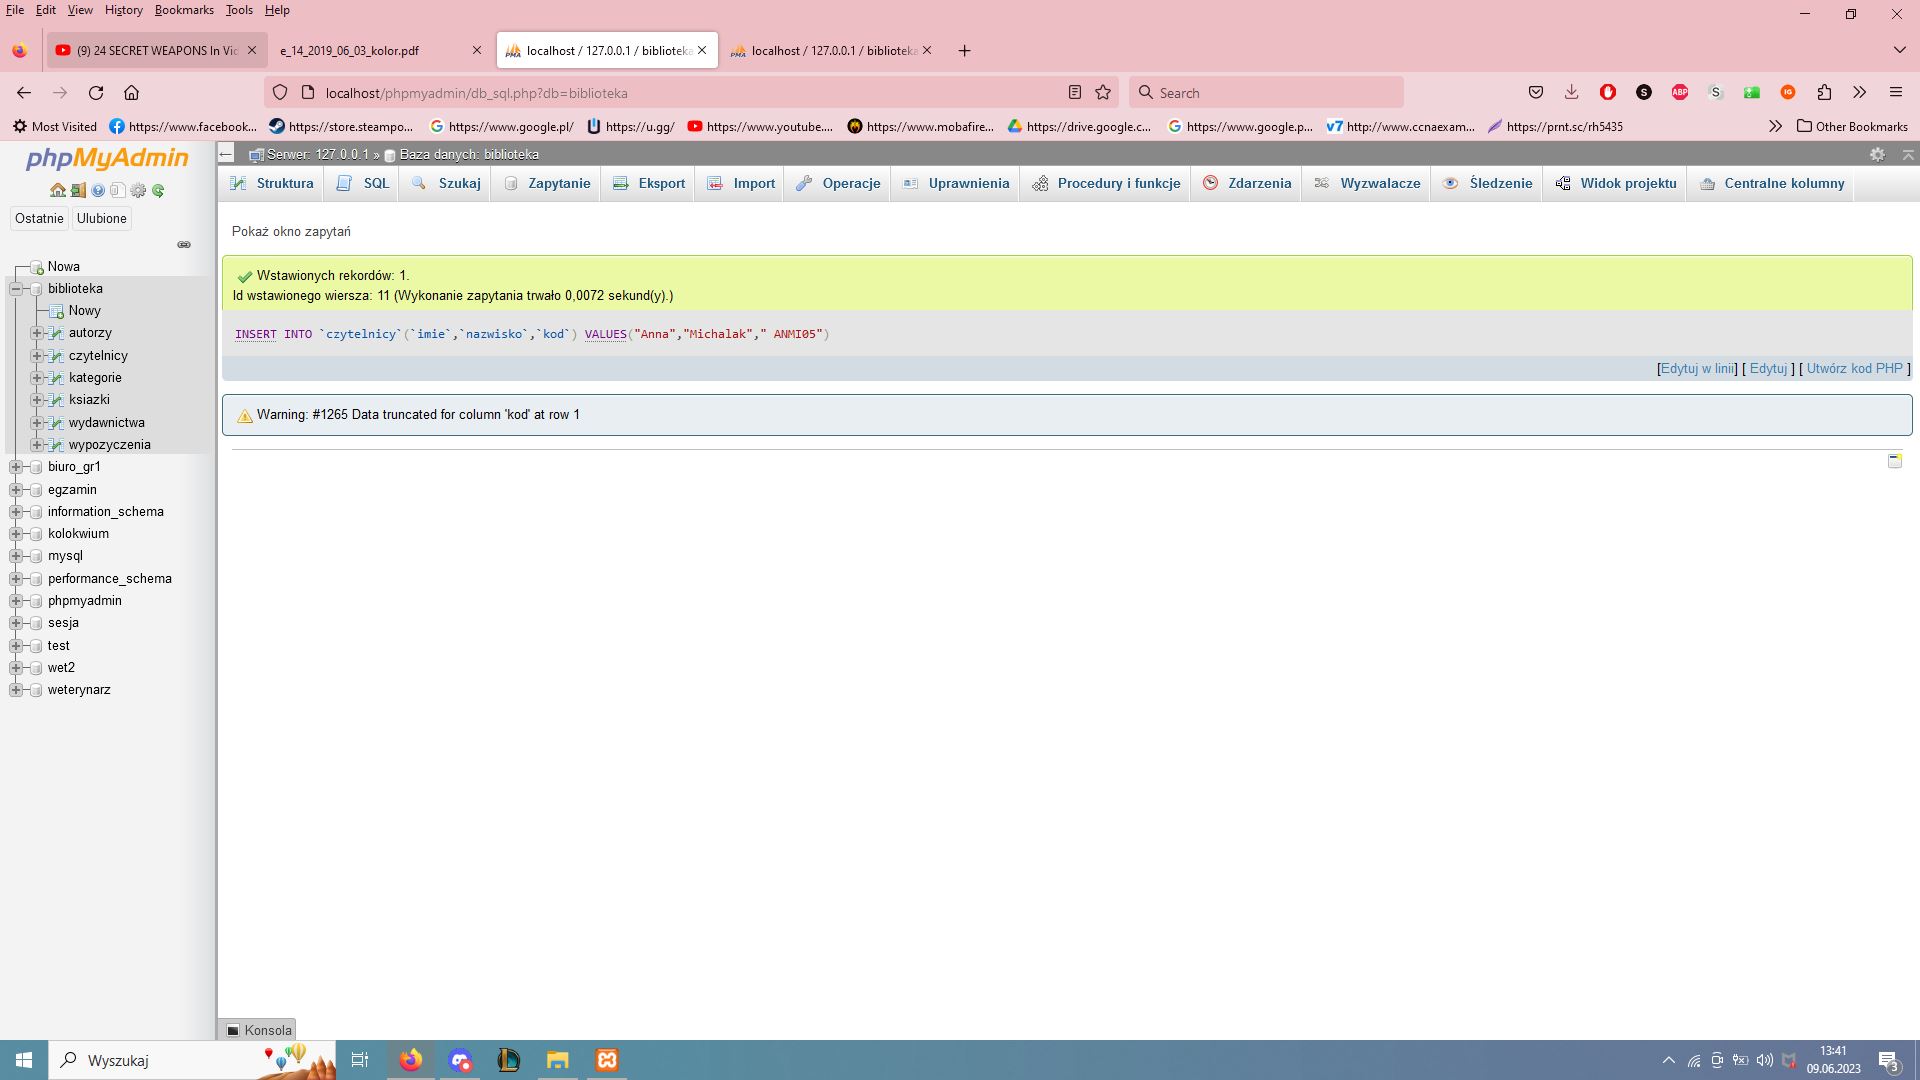 File Edit View History Bookmarks Tools Help
(9) 24 SECRET WEAPONS In Vid
e_14_2019_06_03_kolor.pdf
localhost / 127.0.0.1 / biblioteka
localhost / 127.0.0.1 / biblioteka
localhost/phpmyadmin/db_sql.php?db=biblioteka
Search
Most Visited https://www.facebook... https://store.steampo... https://www.google.pl/ https://u.gg/ https://www.youtube.... https://www.mobafire... https://drive.google.c... https://www.google.p... http://www.ccnaexam... https://prnt.sc/rh5435 Other Bookmarks
phpMyAdmin
Ostatnie Ulubione
Nowa
biblioteka
Nowy
autorzy
czytelnicy
kategorie
ksiazki
wydawnictwa
wypozyczenia
biuro_gr1
egzamin
information_schema
kolokwium
mysql
performance_schema
phpmyadmin
sesja
test
wet2
weterynarz
Serwer: 127.0.0.1 » Baza danych: biblioteka
Struktura SQL Szukaj Zapytanie Eksport Import Operacje Uprawnienia Procedury i funkcje Zdarzenia Wyzwalacze Śledzenie Widok projektu Centralne kolumny
Pokaż okno zapytań
Wstawionych rekordów: 1.
Id wstawionego wiersza: 11 (Wykonanie zapytania trwało 0,0072 sekund(y).)
INSERT INTO `czytelnicy`(`imie`,`nazwisko`,`kod`) VALUES("Anna","Michalak"," ANMI05")
[Edytuj w linii] [ Edytuj ] [ Utwórz kod PHP ]
Warning: #1265 Data truncated for column 'kod' at row 1
Konsola
Wyszukaj
13:41
09.06.2023
3